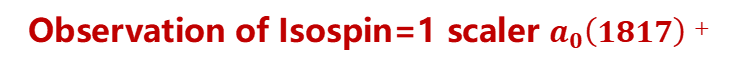 Observation of Isospin=1 scaler a₀(1817) ⁺